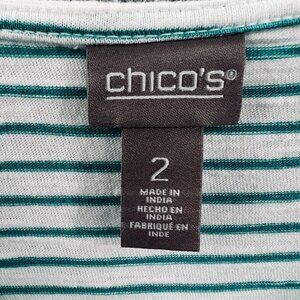 chico's®
2
MADE IN
INDIA
HECHO EN
INDIA
FABRIQUÉ EN
INDE